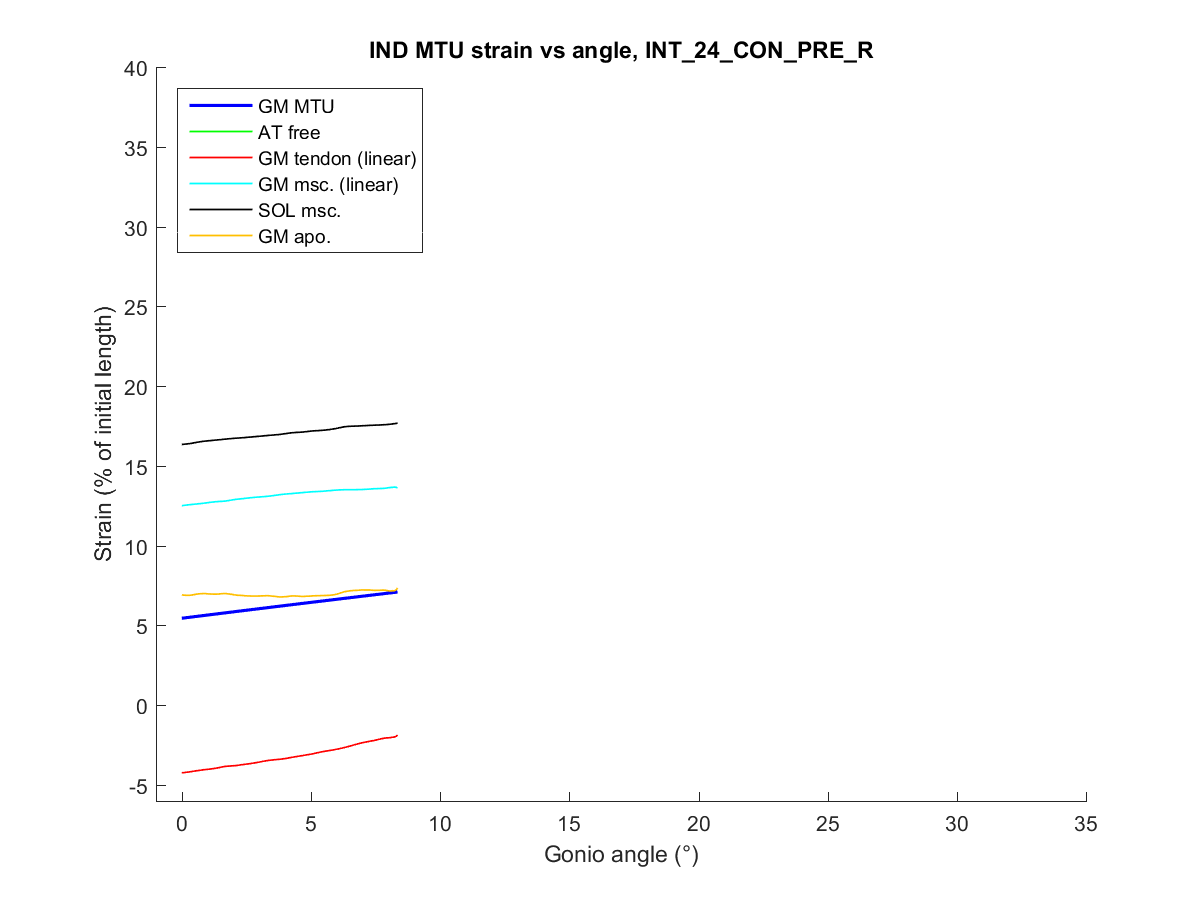 IND MTU strain vs angle, INT_24_CON_PRE_R
40
35
30
25
20
15
10
5
0
-5
Strain (% of initial length)
GM MTU
AT free
GM tendon (linear)
GM msc. (linear)
SOL msc.
GM apo.
0 5 10 15 20 25 30 35
Gonio angle (°)